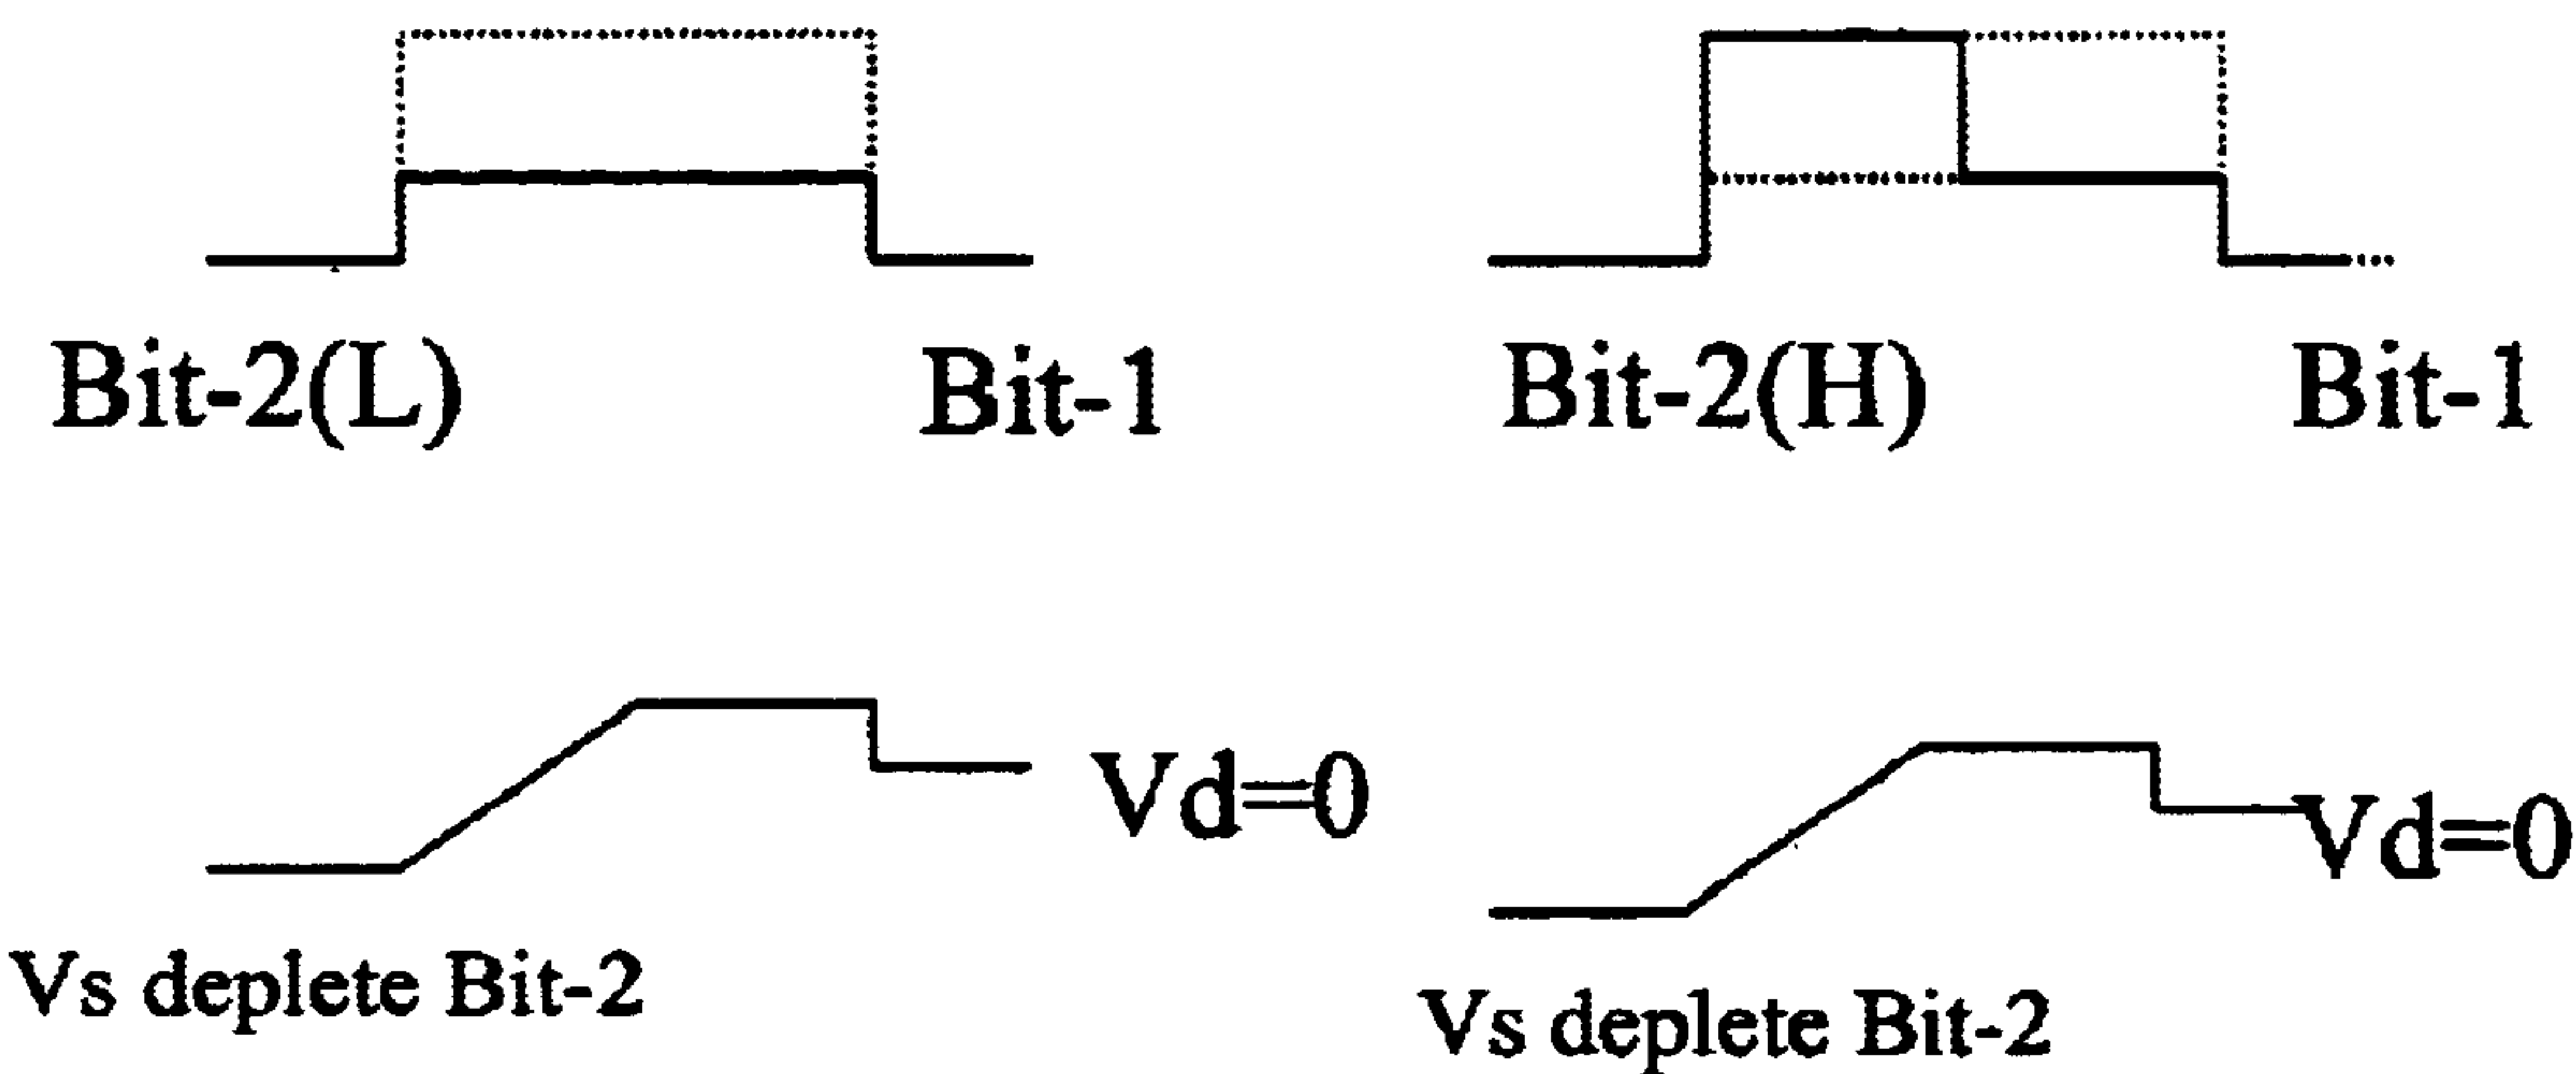 Bit-2(L)
Bit-1
Bit-2(H)
Bit-1
Vd=0
Vd=0
Vs deplete Bit-2
Vs deplete Bit-2